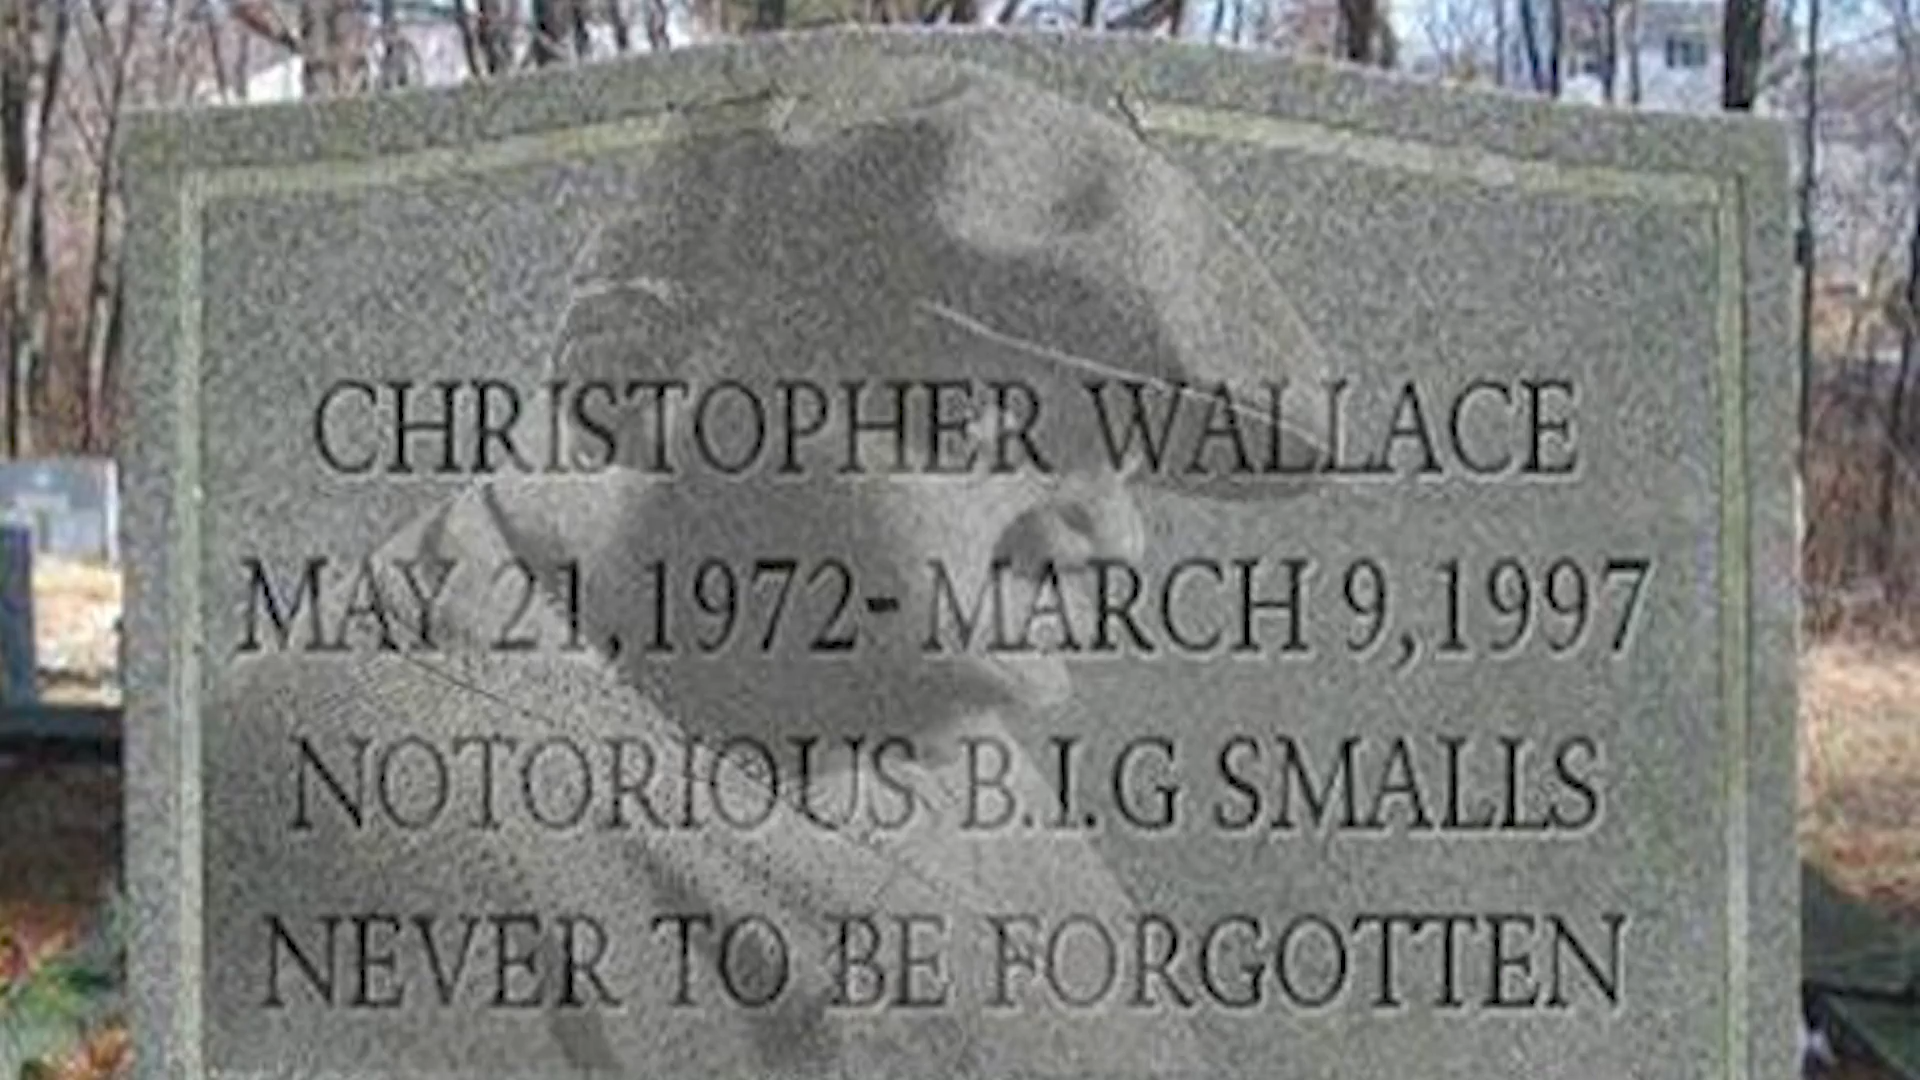 CHRISTOPHER WALLACE
MAY 21, 1972- MARCH 9, 1997
NOTORIOUS B.I.G SMALLS
NEVER TO BE FORGOTTEN